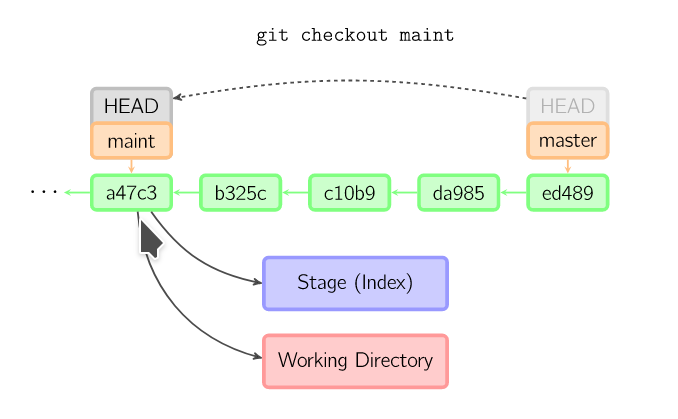 git checkout maint
HEAD HEAD
maint master
... a47c3 b325c c10b9 da985 ed489
Stage (Index)
Working Directory